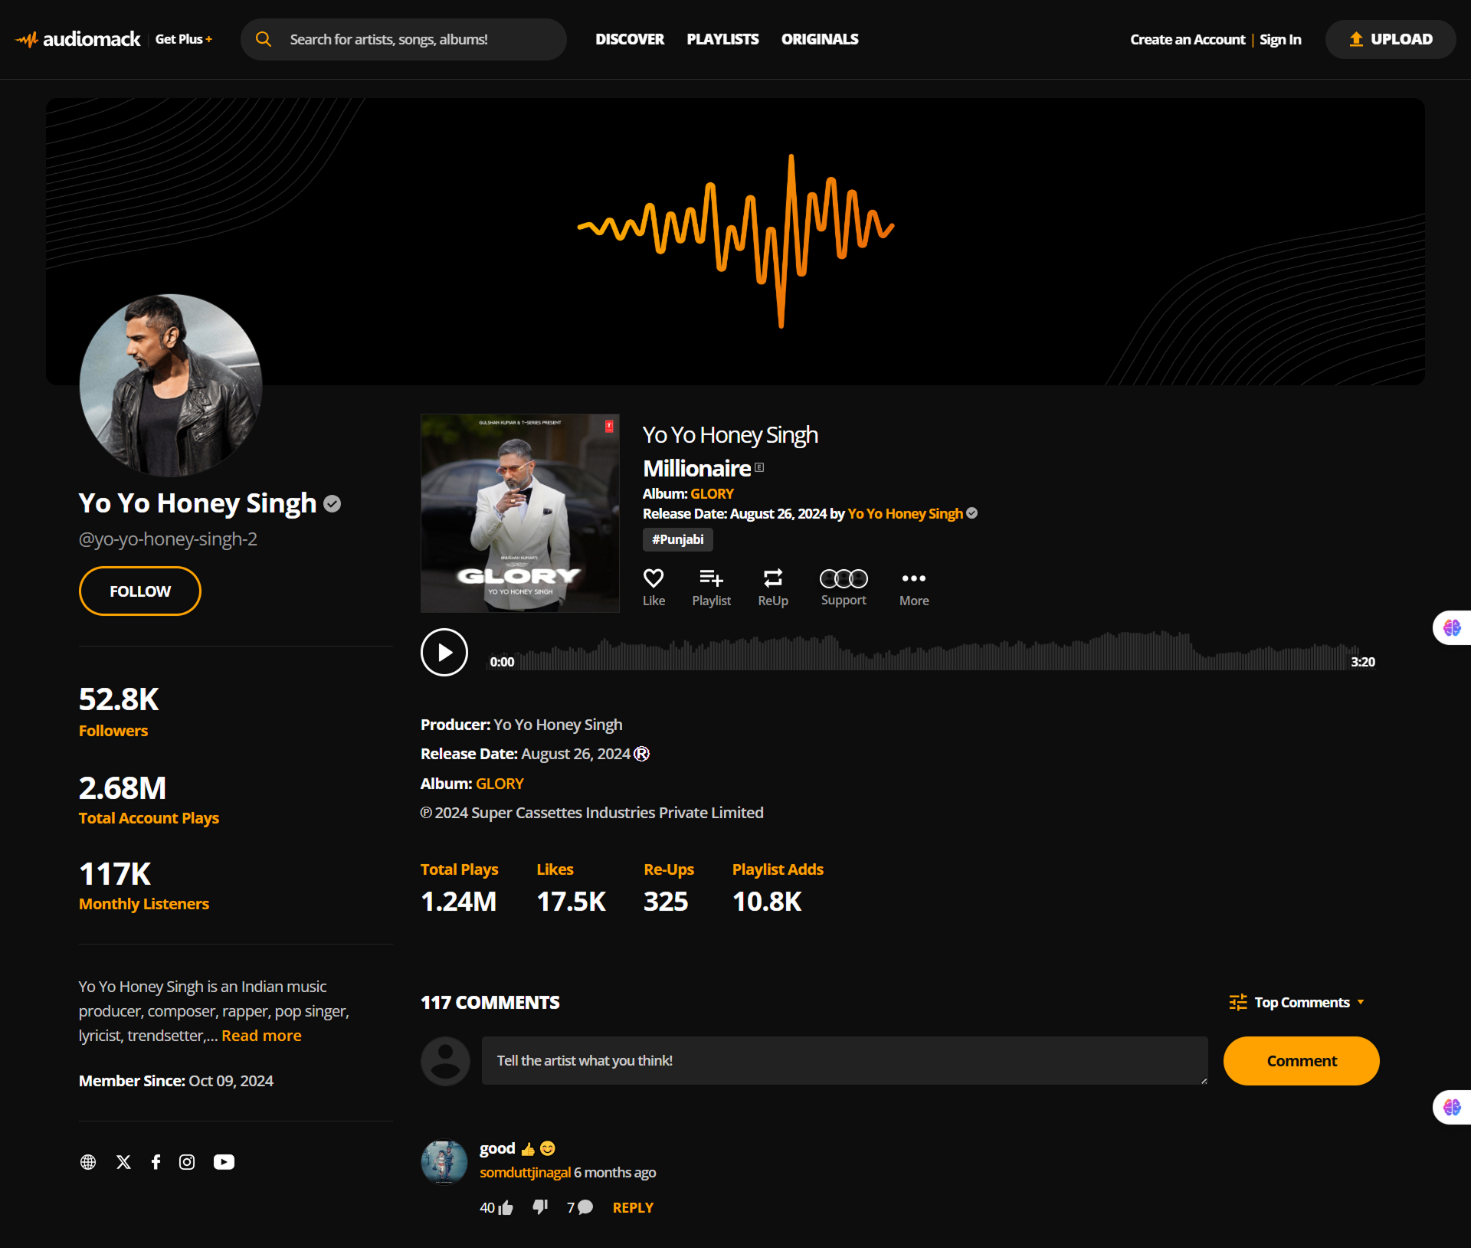 audiomack
Get Plus +
Search for artists, songs, albums!
DISCOVER
PLAYLISTS
ORIGINALS
Create an Account | Sign In
UPLOAD
Yo Yo Honey Singh
@yo-yo-honey-singh-2
FOLLOW
52.8K
Followers
2.68M
Total Account Plays
117K
Monthly Listeners
Yo Yo Honey Singh is an Indian music
producer, composer, rapper, pop singer,
lyricist, trendsetter,... Read more
Member Since: Oct 09, 2024
GULSHAN KUMAR & T-SERIES PRESENT
BHUSHAN KUMAR'S
GLORY
YO YO HONEY SINGH
Yo Yo Honey Singh
Millionaire E
Album: GLORY
Release Date: August 26, 2024 by Yo Yo Honey Singh
#Punjabi
Like
Playlist
ReUp
Support
More
0:00
3:20
Producer: Yo Yo Honey Singh
Release Date: August 26, 2024 ®
Album: GLORY
℗ 2024 Super Cassettes Industries Private Limited
Total Plays
Likes
Re-Ups
Playlist Adds
1.24M
17.5K
325
10.8K
117 COMMENTS
Top Comments
Tell the artist what you think!
Comment
good 👍 😊
somduttjinagal 6 months ago
40
7
REPLY